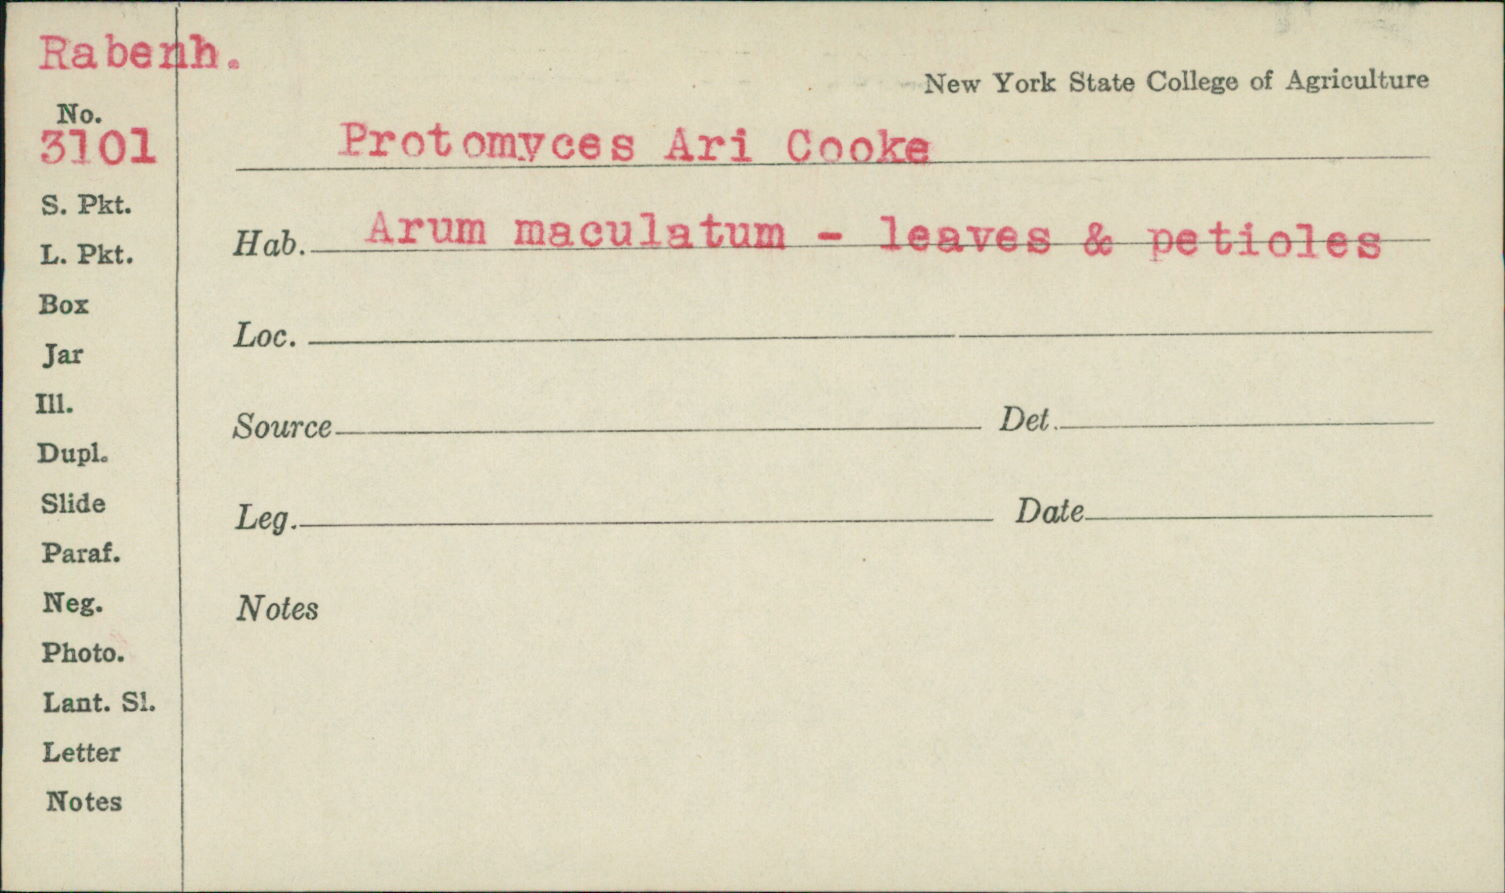 Rabenh.
New York State College of Agriculture
No.
3101
Protomyces Ari Cooke
S. Pkt.
Hab. Arum maculatum - leaves & petioles
L. Pkt.
Box
Loc.
Jar
Ill.
Source Det.
Dupl.
Slide
Leg. Date
Paraf.
Neg.
Notes
Photo.
Lant. Sl.
Letter
Notes